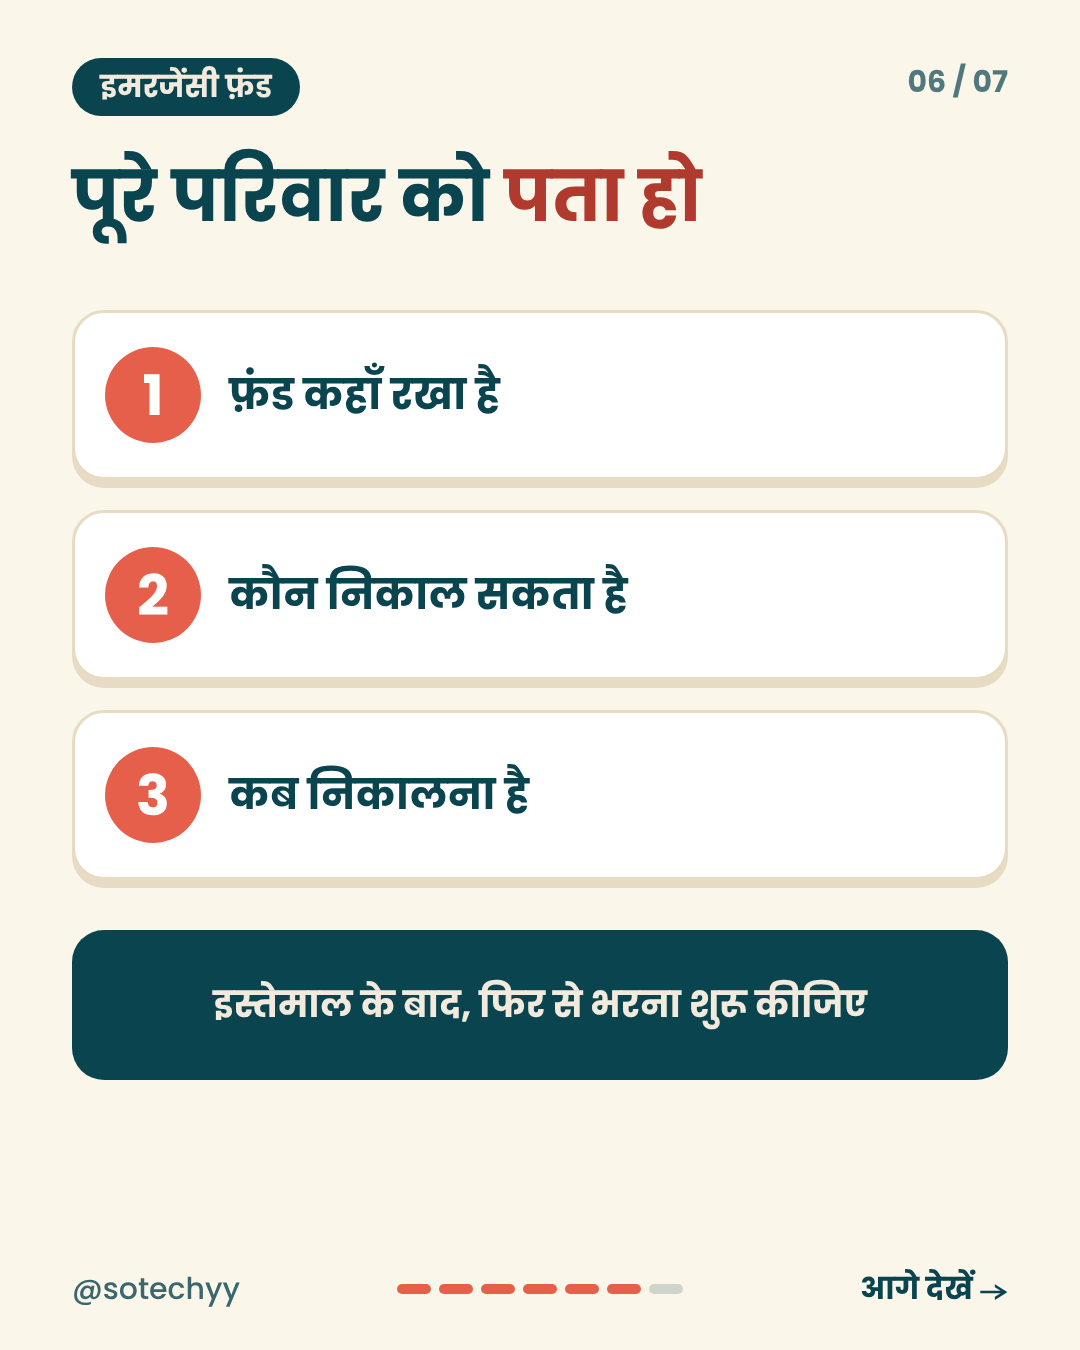 इमरजेंसी फ़ंड
06 / 07
पूरे परिवार को पता हो
1 फ़ंड कहाँ रखा है
2 कौन निकाल सकता है
3 कब निकालना है
इस्तेमाल के बाद, फिर से भरना शुरू कीजिए
@sotechyy
आगे देखें →